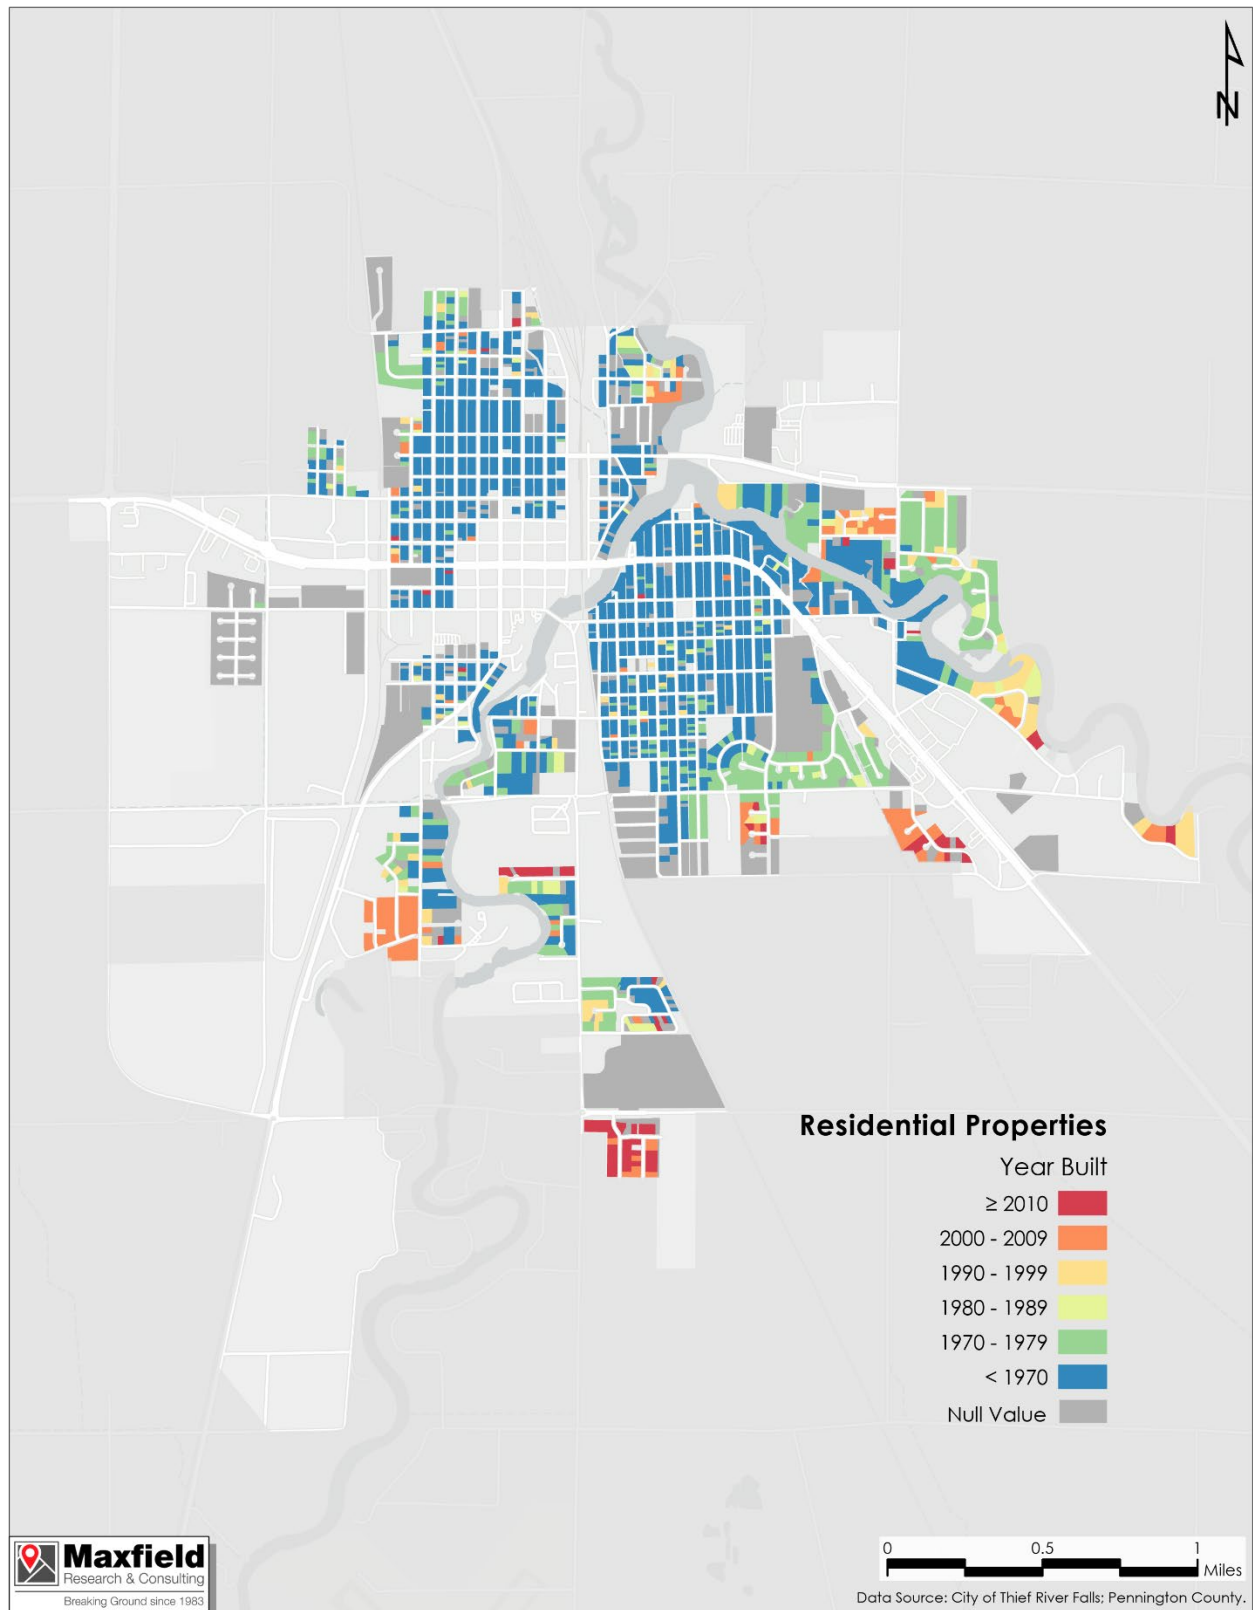 N
Residential Properties
Year Built
≥ 2010
2000 - 2009
1990 - 1999
1980 - 1989
1970 - 1979
< 1970
Null Value
Maxfield
Research & Consulting
Breaking Ground since 1983
0 0.5 1
Miles
Data Source: City of Thief River Falls; Pennington County.